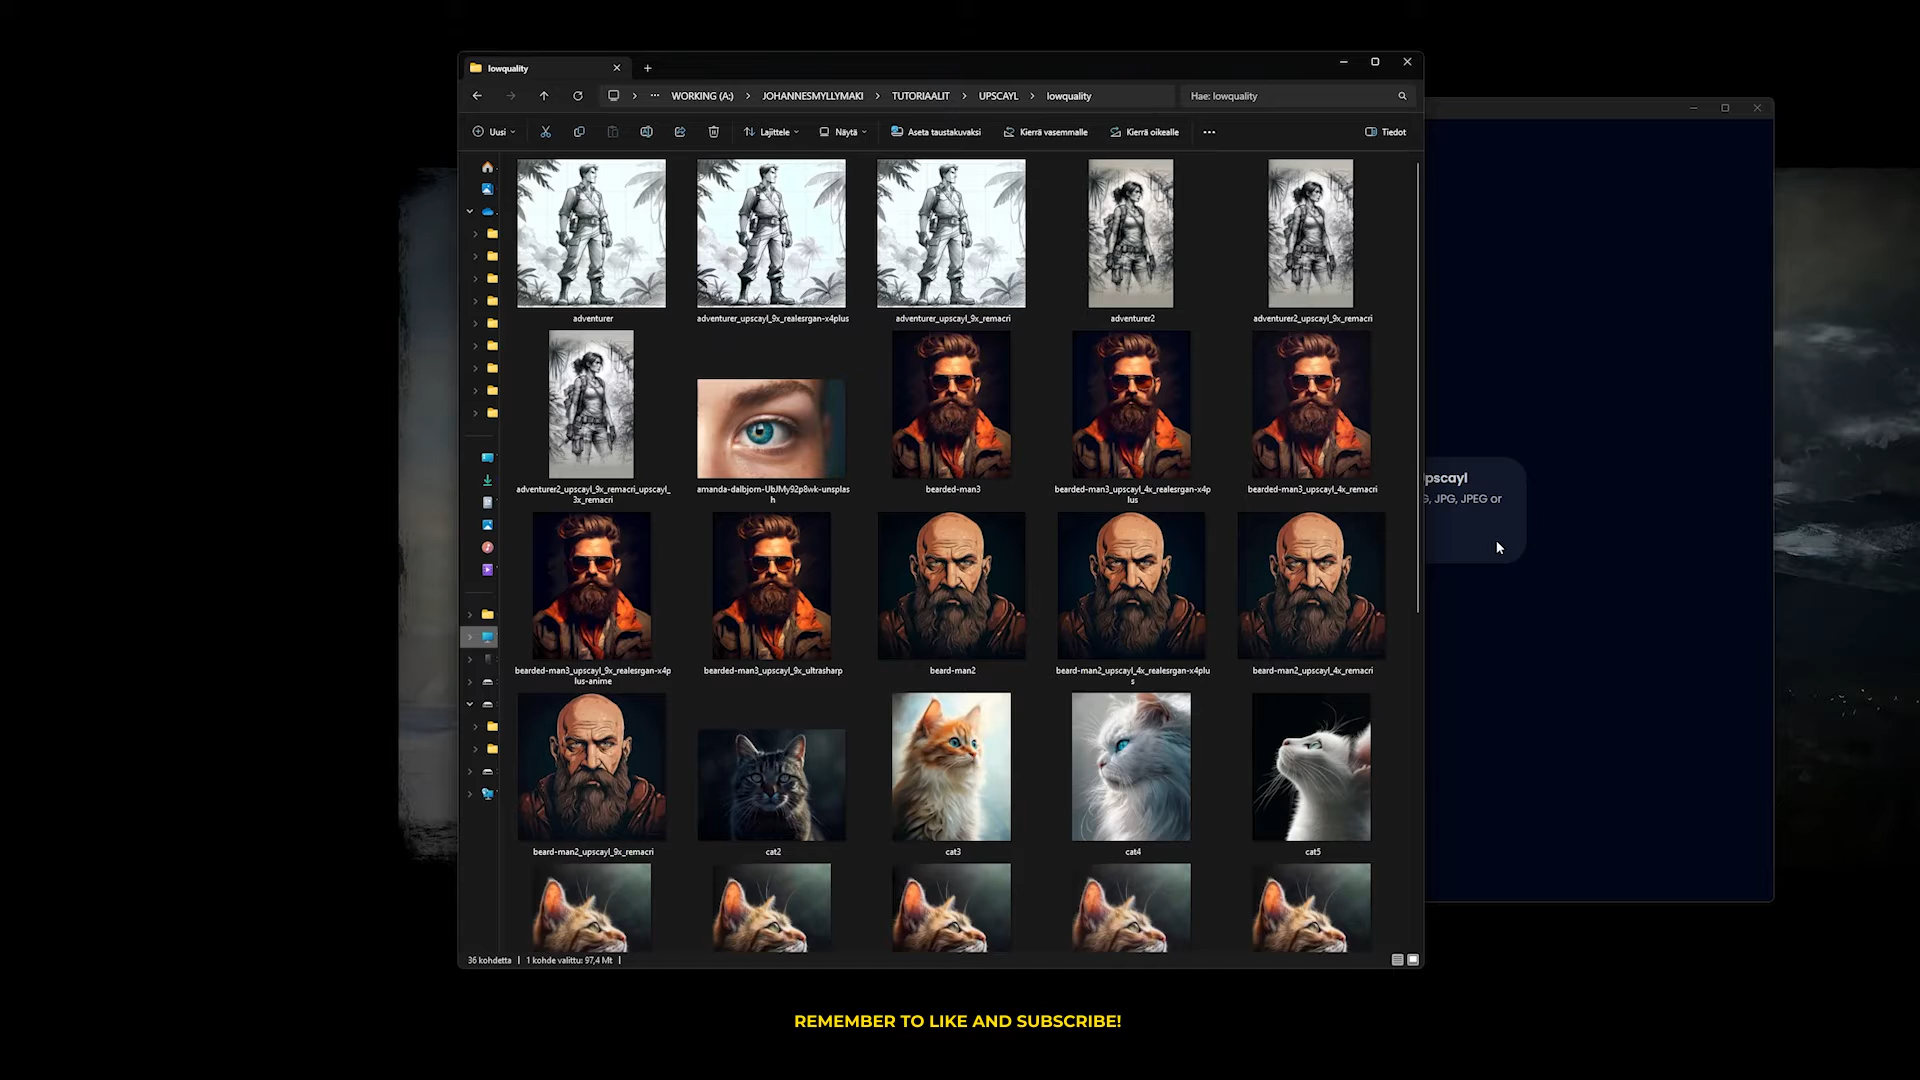 lowquality
WORKING (A:) JOHANNESMYLLYMAKI TUTORIAALIT UPSCAYL lowquality Hae: lowquality
Uusi Lajittele Näytä Aseta taustakuvaksi Kierrä vasemmalle Kierrä oikealle Tiedot
adventurer
adventurer_upscayl_9x_realesrgan-x4plus
adventurer_upscayl_9x_remacri
adventurer2
adventurer2_upscayl_9x_remacri
adventurer2_upscayl_9x_remacri_upscayl_
3x_remacri
amanda-dalbjorn-UbJMy92p8wk-unsplas
h
bearded-man3
bearded-man3_upscayl_4x_realesrgan-x4p
lus
bearded-man3_upscayl_4x_remacri
bearded-man3_upscayl_9x_realesrgan-x4p
lus-anime
bearded-man3_upscayl_9x_ultrasharp
beard-man2
beard-man2_upscayl_4x_realesrgan-x4plu
s
beard-man2_upscayl_4x_remacri
beard-man2_upscayl_9x_remacri
cat2
cat3
cat4
cat5
36 kohdetta 1 kohde valittu: 97,4 Mt
pscayl
G, JPG, JPEG or
REMEMBER TO LIKE AND SUBSCRIBE!